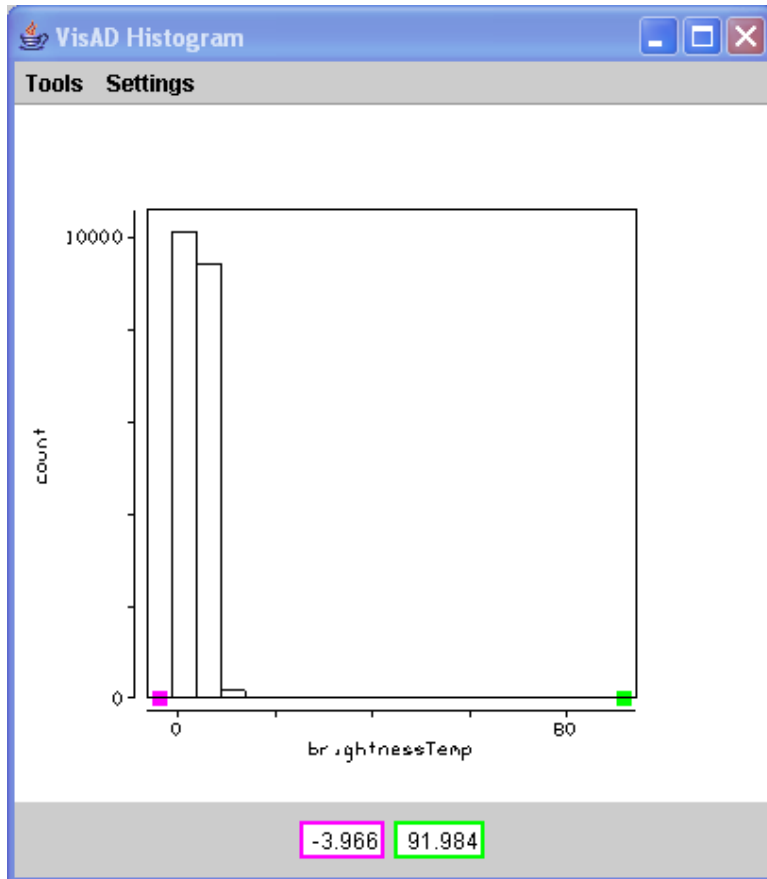 VisAD Histogram
Tools Settings
10000
count
0
0 80
brightnessTemp
-3.966 91.984